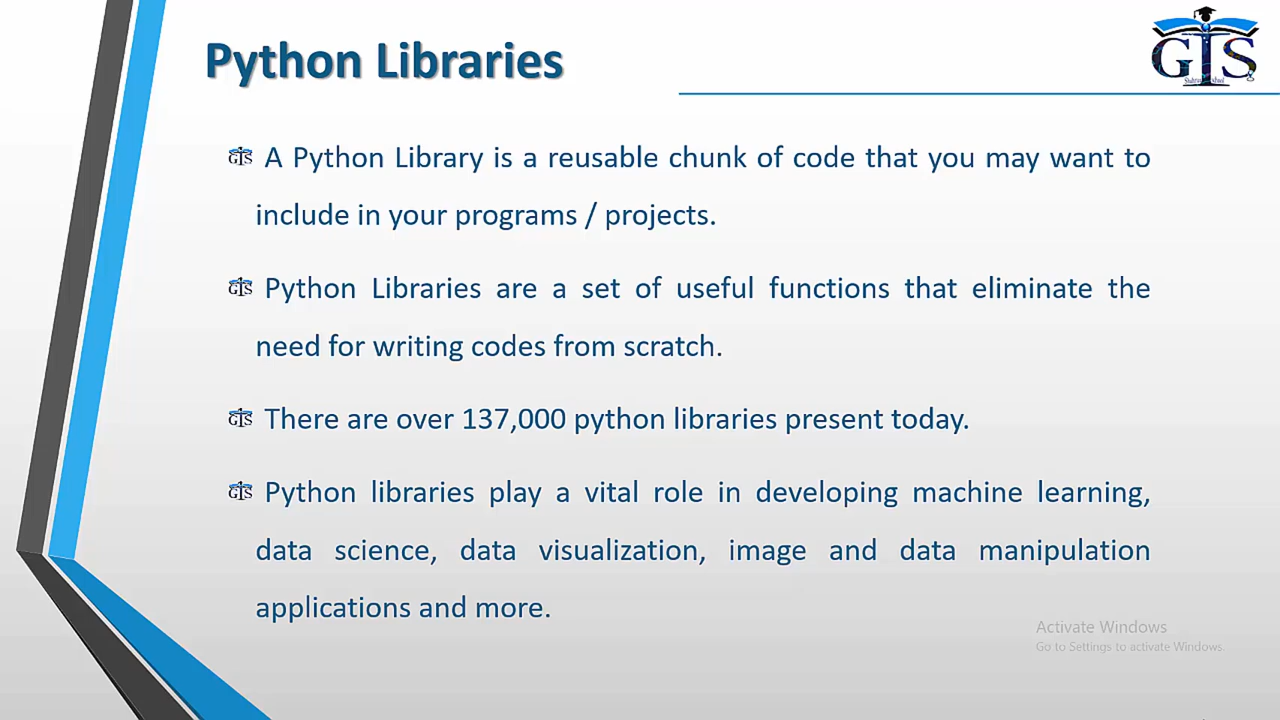 Python Libraries
GTS
A Python Library is a reusable chunk of code that you may want to
include in your programs / projects.
Python Libraries are a set of useful functions that eliminate the
need for writing codes from scratch.
There are over 137,000 python libraries present today.
Python libraries play a vital role in developing machine learning,
data science, data visualization, image and data manipulation
applications and more.
Activate Windows
Go to Settings to activate Windows.